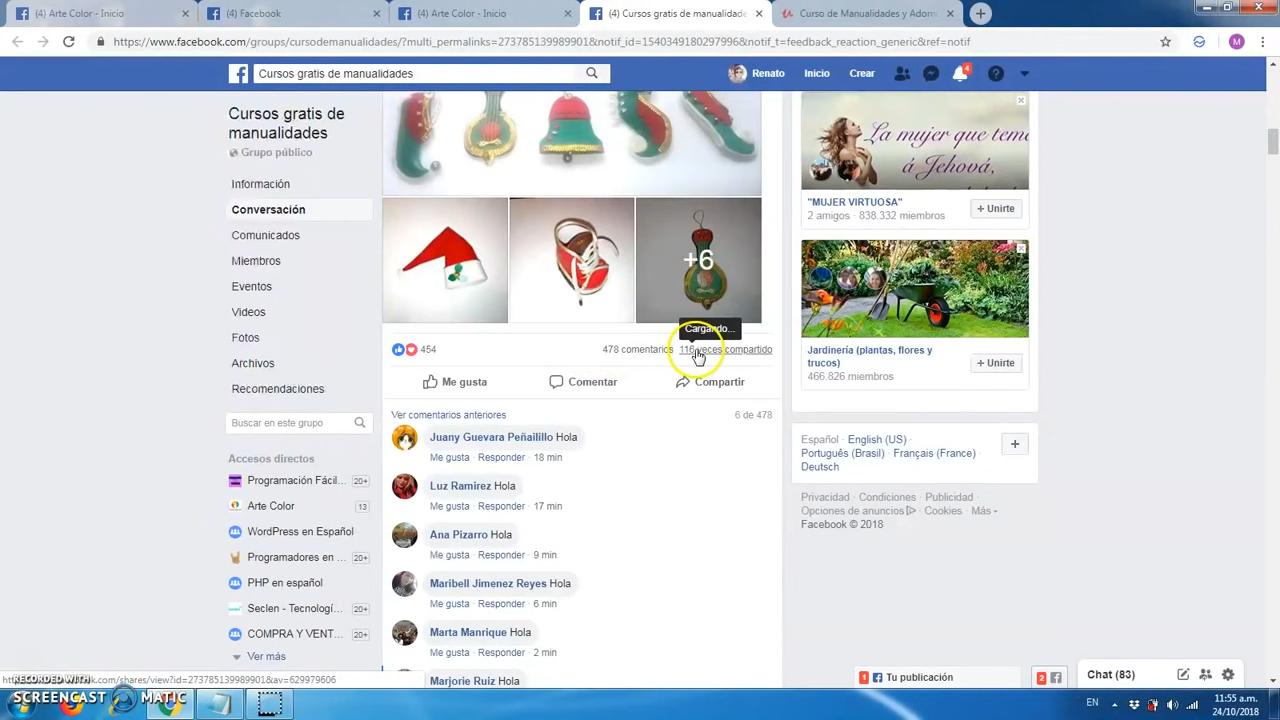 (4) Arte Color - Inicio
(4) Facebook
(4) Arte Color - Inicio
(4) Cursos gratis de manualidade
Curso de Manualidades y Adorn
https://www.facebook.com/groups/cursodemanualidades/?multi_permalinks=273785139989901&notif_id=1540349180297996&notif_t=feedback_reaction_generic&ref=notif
M
Cursos gratis de manualidades
Renato
Inicio
Crear
4
Cursos gratis de
manualidades
Grupo público
Información
Conversación
Comunicados
Miembros
Eventos
Videos
Fotos
Archivos
Recomendaciones
Buscar en este grupo
Accesos directos
Programación Fácil... 20+
Arte Color 13
WordPress en Español
Programadores en ... 20+
PHP en español
Seclen - Tecnologí... 20+
COMPRA Y VENT... 20+
Ver más
+6
Cargando...
454
478 comentarios 116 veces compartido
Me gusta
Comentar
Compartir
Ver comentarios anteriores
6 de 478
Juany Guevara Peñailillo Hola
Me gusta · Responder · 18 min
Luz Ramirez Hola
Me gusta · Responder · 17 min
Ana Pizarro Hola
Me gusta · Responder · 9 min
Maribell Jimenez Reyes Hola
Me gusta · Responder · 6 min
Marta Manrique Hola
Me gusta · Responder · 2 min
Marjorie Ruiz Hola
La mujer que teme
á Jehová,
"MUJER VIRTUOSA"
2 amigos · 838.332 miembros
+ Unirte
Jardinería (plantas, flores y
trucos)
466.826 miembros
+ Unirte
Español · English (US) ·
Português (Brasil) · Français (France) ·
Deutsch
Privacidad · Condiciones · Publicidad ·
Opciones de anuncios · Cookies · Más
Facebook © 2018
1 Tu publicación
2
Chat (83)
RECORDED WITH
SCREENCAST MATIC
EN
11:55 a.m.
24/10/2018